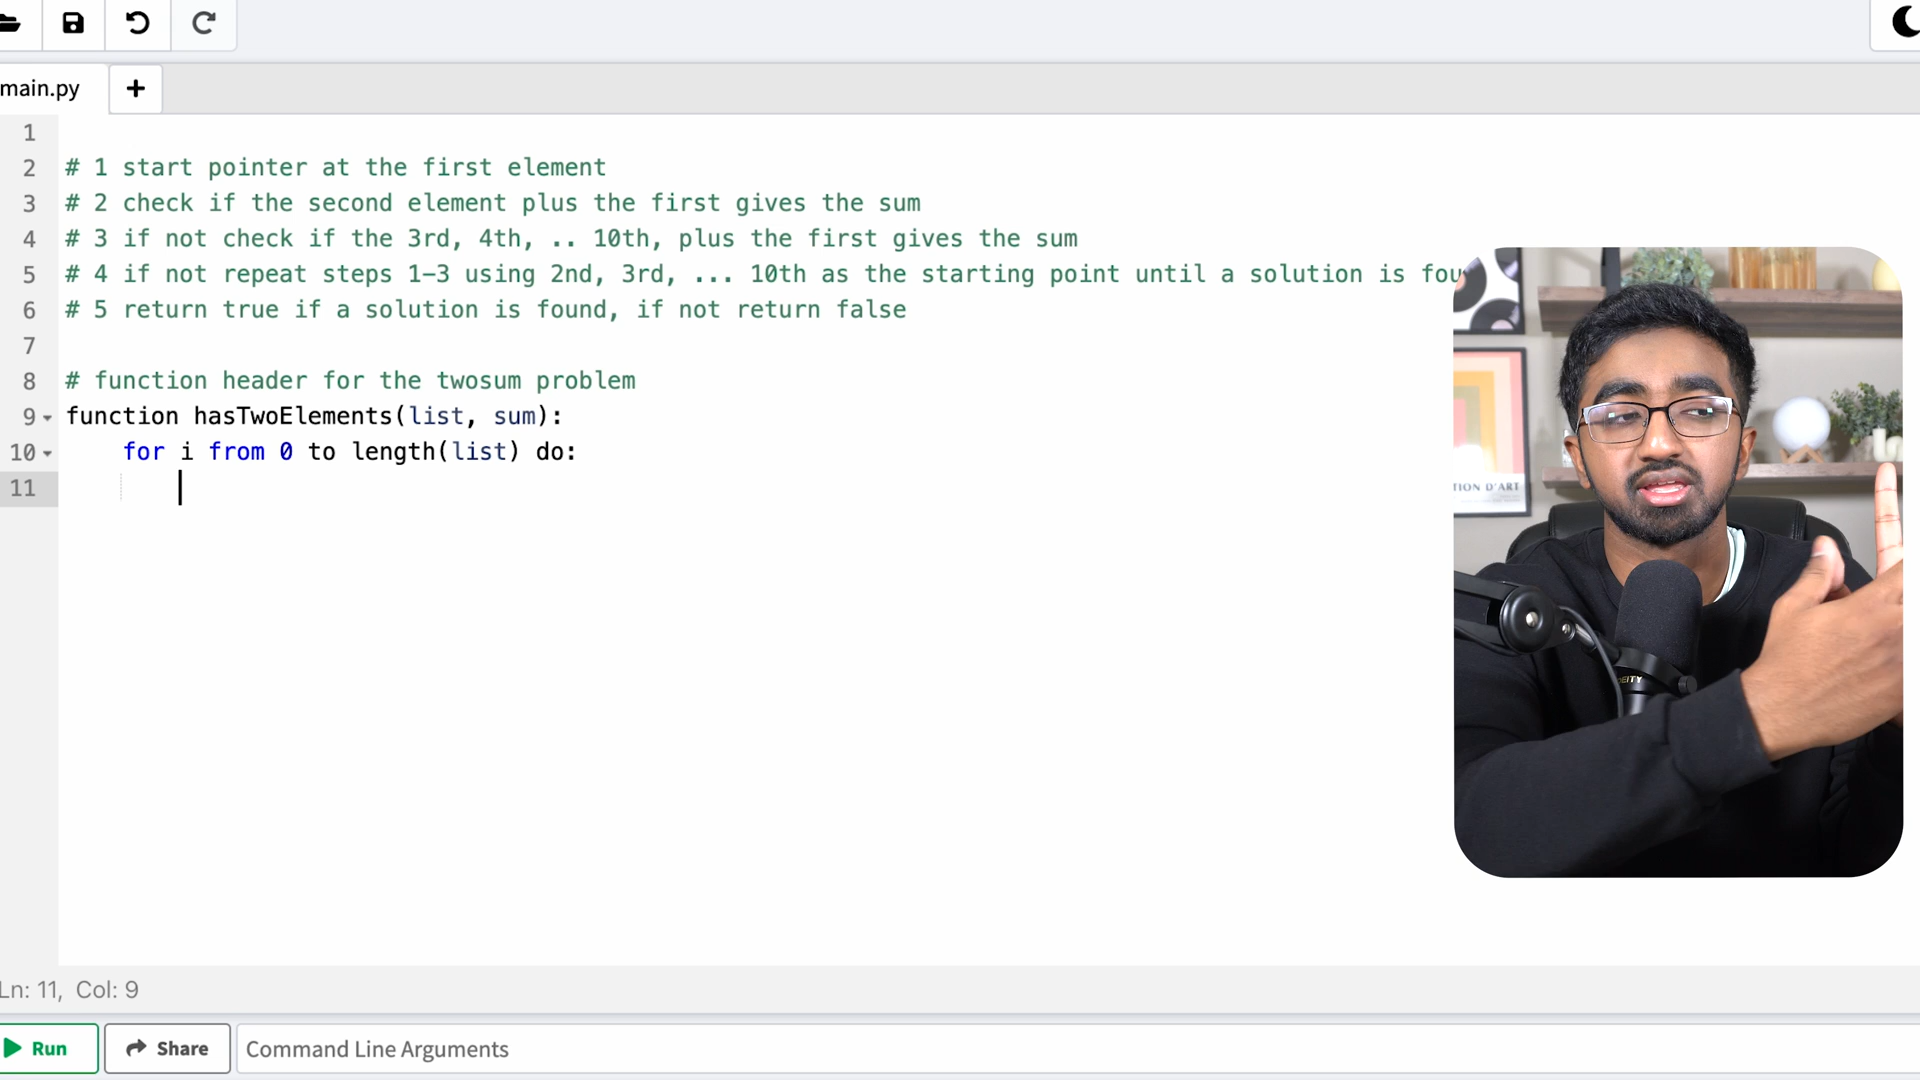 main.py
+
1
2 # 1 start pointer at the first element
3 # 2 check if the second element plus the first gives the sum
4 # 3 if not check if the 3rd, 4th, .. 10th, plus the first gives the sum
5 # 4 if not repeat steps 1-3 using 2nd, 3rd, ... 10th as the starting point until a solution is fou
6 # 5 return true if a solution is found, if not return false
7
8 # function header for the twosum problem
9 function hasTwoElements(list, sum):
10 for i from 0 to length(list) do:
11
TION D'ART
EITY
Ln: 11, Col: 9
Run
Share
Command Line Arguments